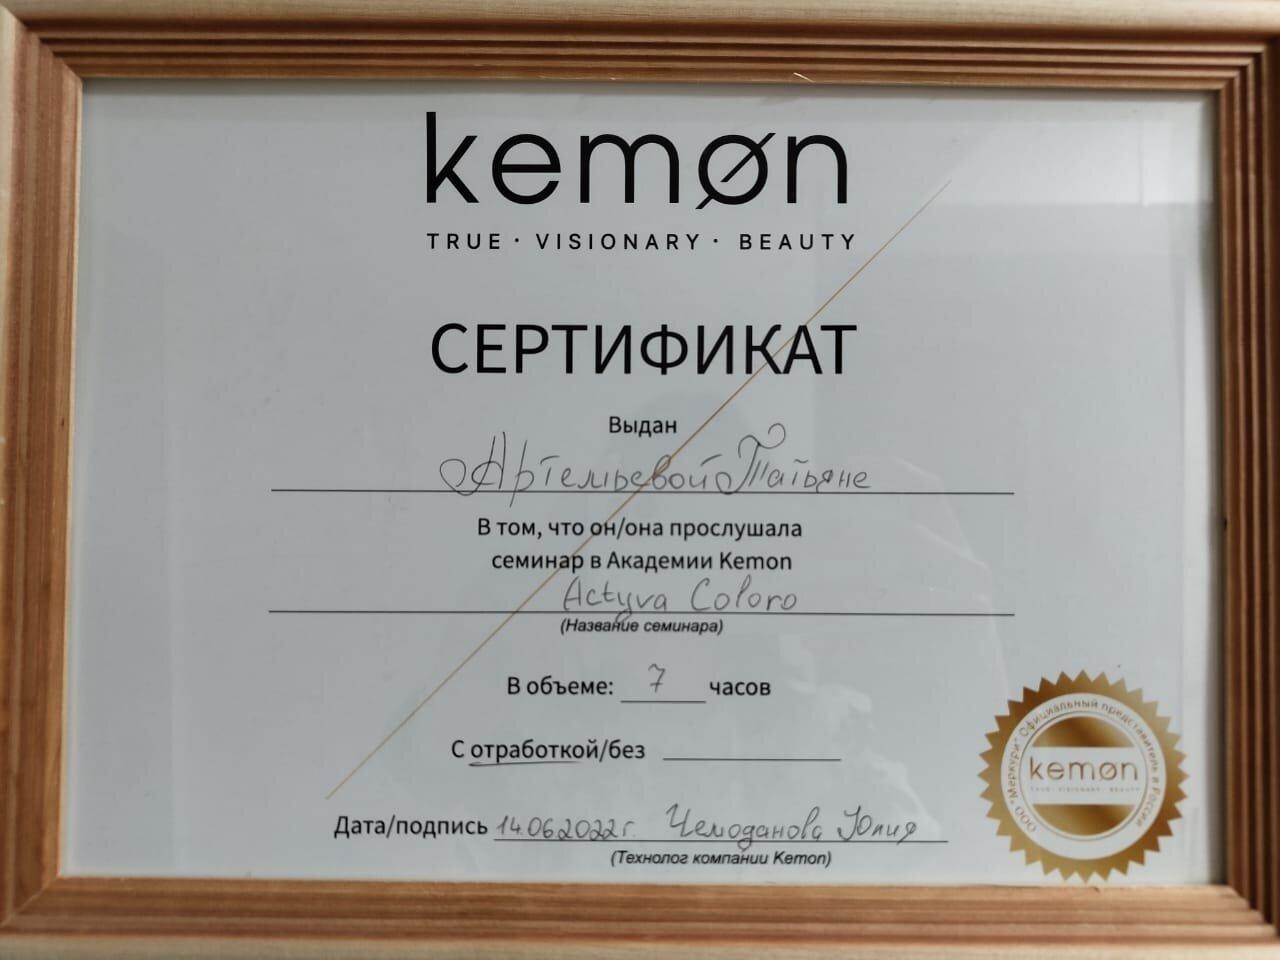 kemøn
TRUE · VISIONARY · BEAUTY
СЕРТИФИКАТ
Выдан
Артемьевой Татьяне
В том, что он/она прослушала
семинар в Академии Kemon
Actyva Coloro
(Название семинара)
В объеме: 7 часов
С отработкой/без
Дата/подпись 14.06.2022г. Чемоданова Юлия
(Технолог компании Kemon)
ООО "Меркури" Официальный представитель в России
kemøn
TRUE · VISIONARY · BEAUTY